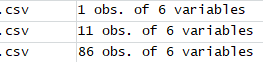 .csv 1 obs. of 6 variables
.csv 11 obs. of 6 variables
.csv 86 obs. of 6 variables